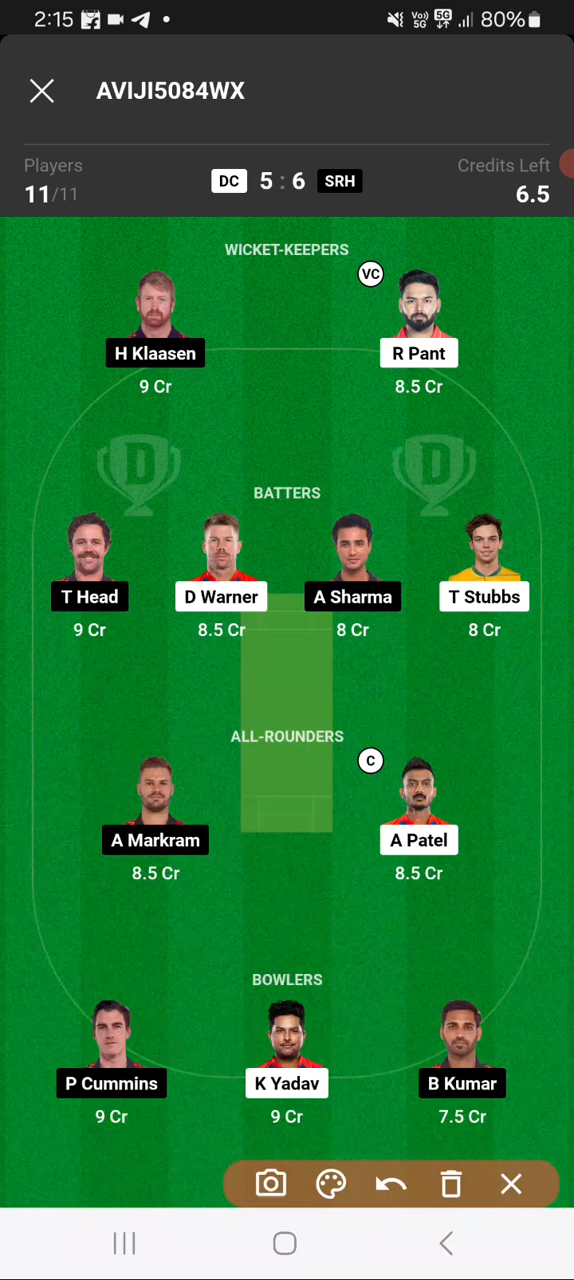 2:15 Vo) 5G 5G 80%
AVIJI5084WX
Players Credits Left
11/11 DC 5 : 6 SRH 6.5
WICKET-KEEPERS
VC
H Klaasen R Pant
9 Cr 8.5 Cr
D D
BATTERS
T Head D Warner A Sharma T Stubbs
9 Cr 8.5 Cr 8 Cr 8 Cr
ALL-ROUNDERS
C
A Markram A Patel
8.5 Cr 8.5 Cr
BOWLERS
P Cummins K Yadav B Kumar
9 Cr 9 Cr 7.5 Cr